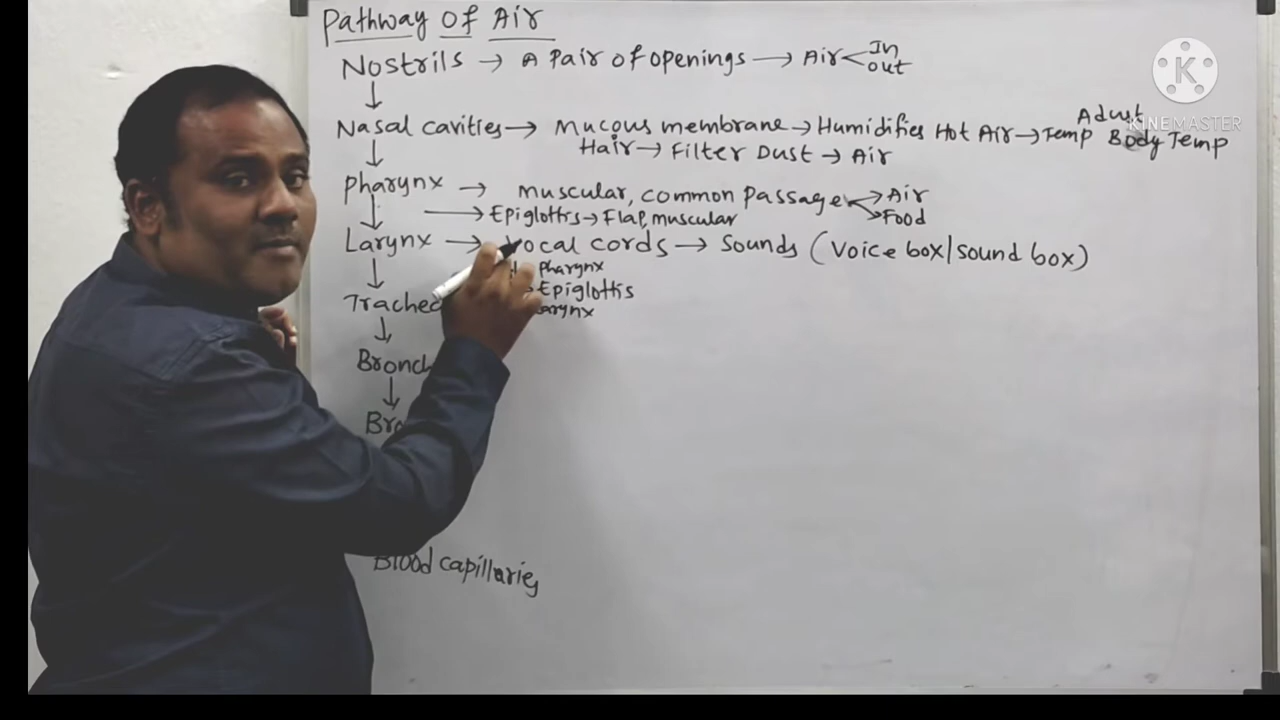 Pathway of Air
Nostrils → A Pair of openings → Air < In
out
Nasal cavities → Mucous membrane → Humidifies Hot Air → Temp Adust
Body Temp
Hair → Filter Dust → Air
Pharynx → muscular, common passage → Air
→ Food
→ Epiglottis → Flap, muscular
Larynx → Vocal cords → Sounds (Voice box/sound box)
Pharynx
Epiglottis
Trachea
Blood capillaries
K
KINEMASTER